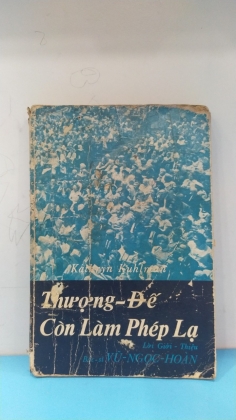 Kathryn Kuhlman
Thượng-Đế
Còn Làm Phép Lạ
Lời Giới-Thiệu
VŨ-NGỌC-HOÀN